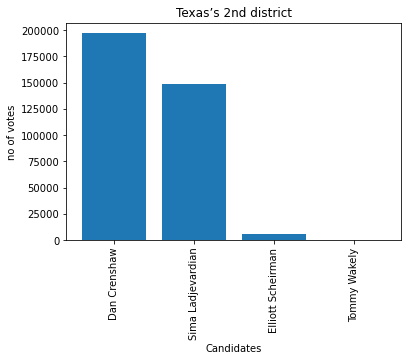 Texas’s 2nd district
no of votes
200000
175000
150000
125000
100000
75000
50000
25000
0
Dan Crenshaw
Sima Ladjevardian
Elliott Scheirman
Tommy Wakely
Candidates